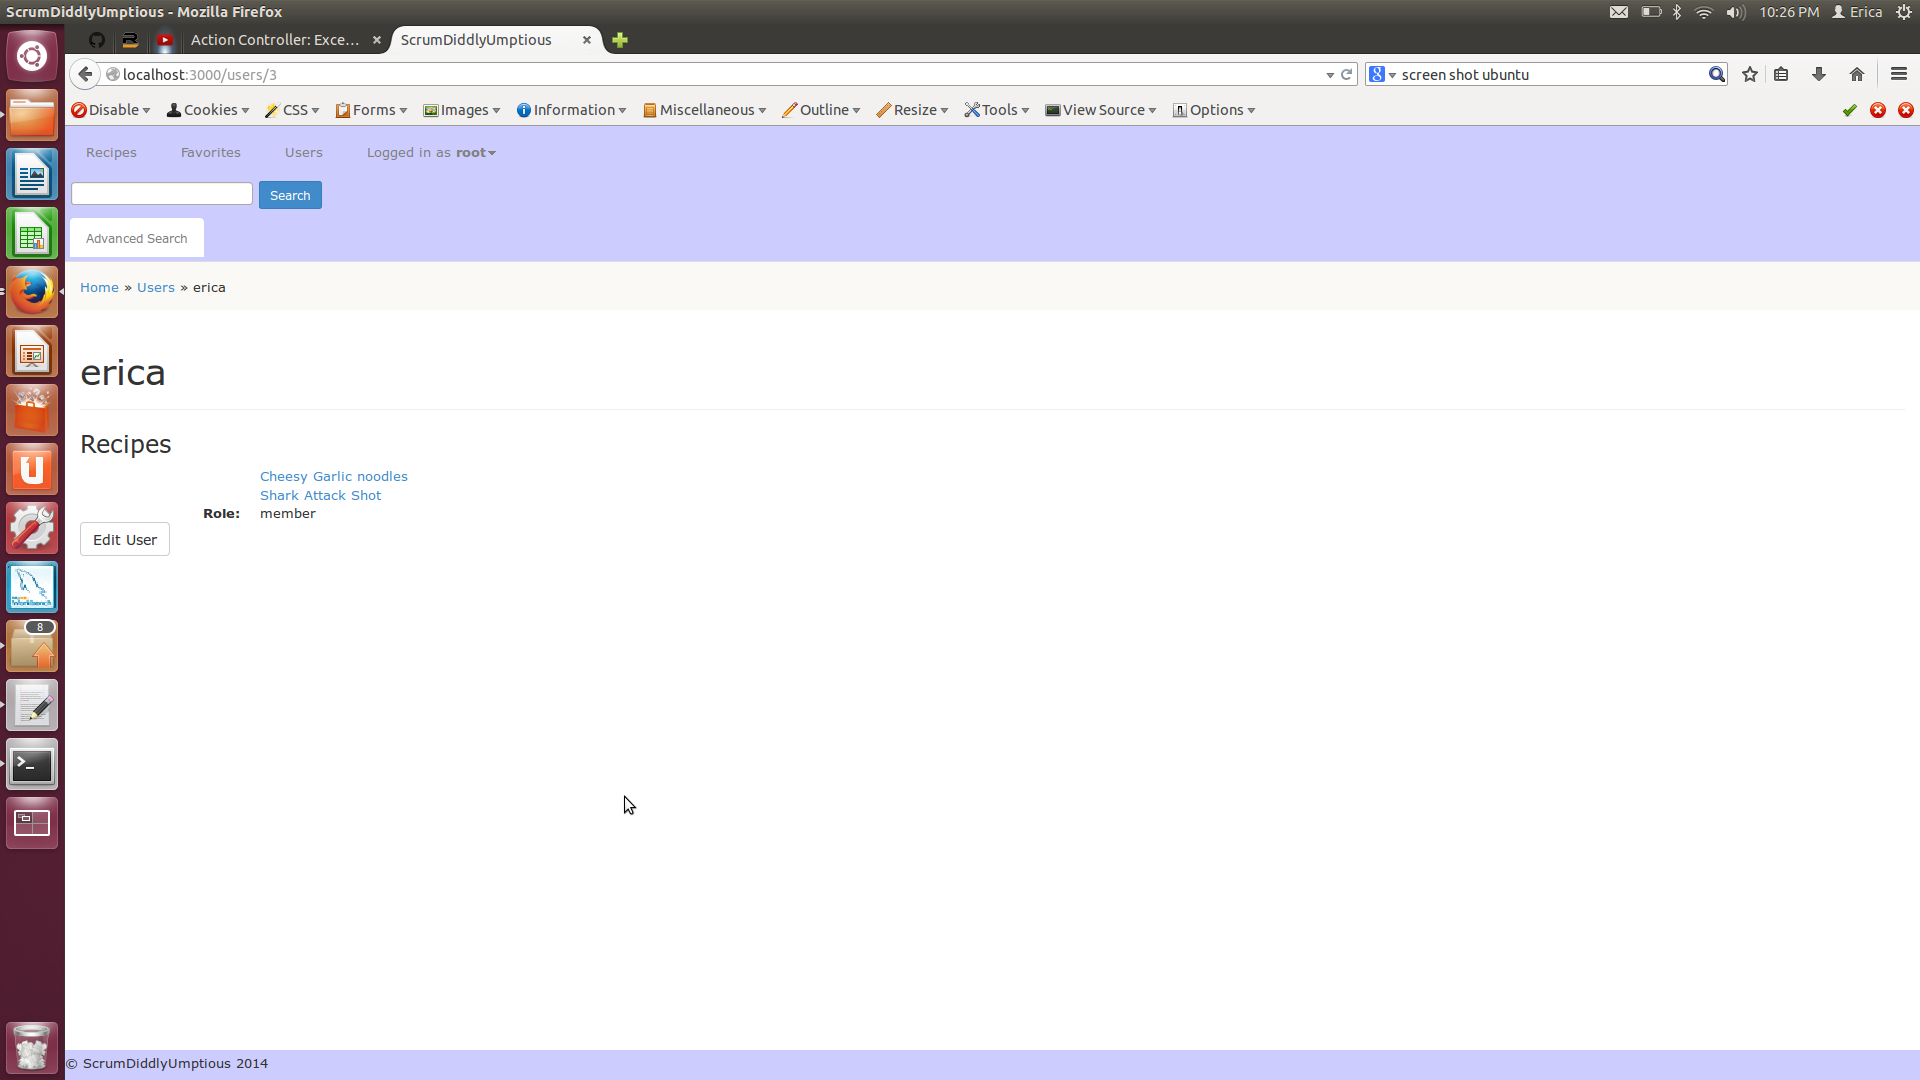 ScrumDiddlyUmptious - Mozilla Firefox
10:26 PM Erica
Action Controller: Exce...
ScrumDiddlyUmptious
localhost:3000/users/3
screen shot ubuntu
Disable Cookies CSS Forms Images Information Miscellaneous Outline Resize Tools View Source Options
Recipes Favorites Users Logged in as root
Search
Advanced Search
Home » Users » erica
erica
Recipes
Cheesy Garlic noodles
Shark Attack Shot
Role: member
Edit User
8
© ScrumDiddlyUmptious 2014